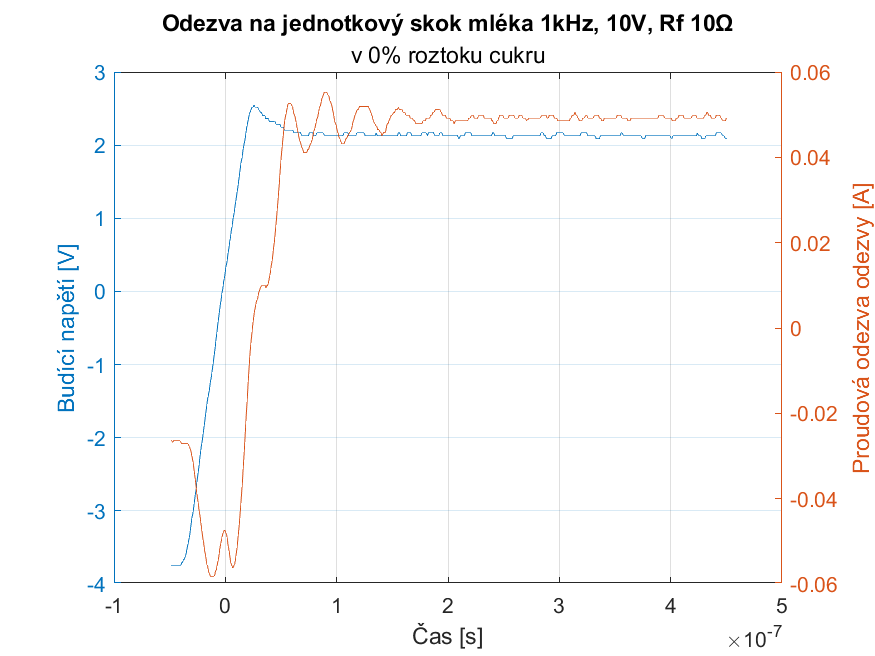 Odezva na jednotkový skok mléka 1kHz, 10V, Rf 10Ω
v 0% roztoku cukru
3
2
1
0
-1
-2
-3
-4
Budící napětí [V]
0.06
0.04
0.02
0
-0.02
-0.04
-0.06
Proudová odezva odezvy [A]
-1 0 1 2 3 4 5
Čas [s]
×10-7